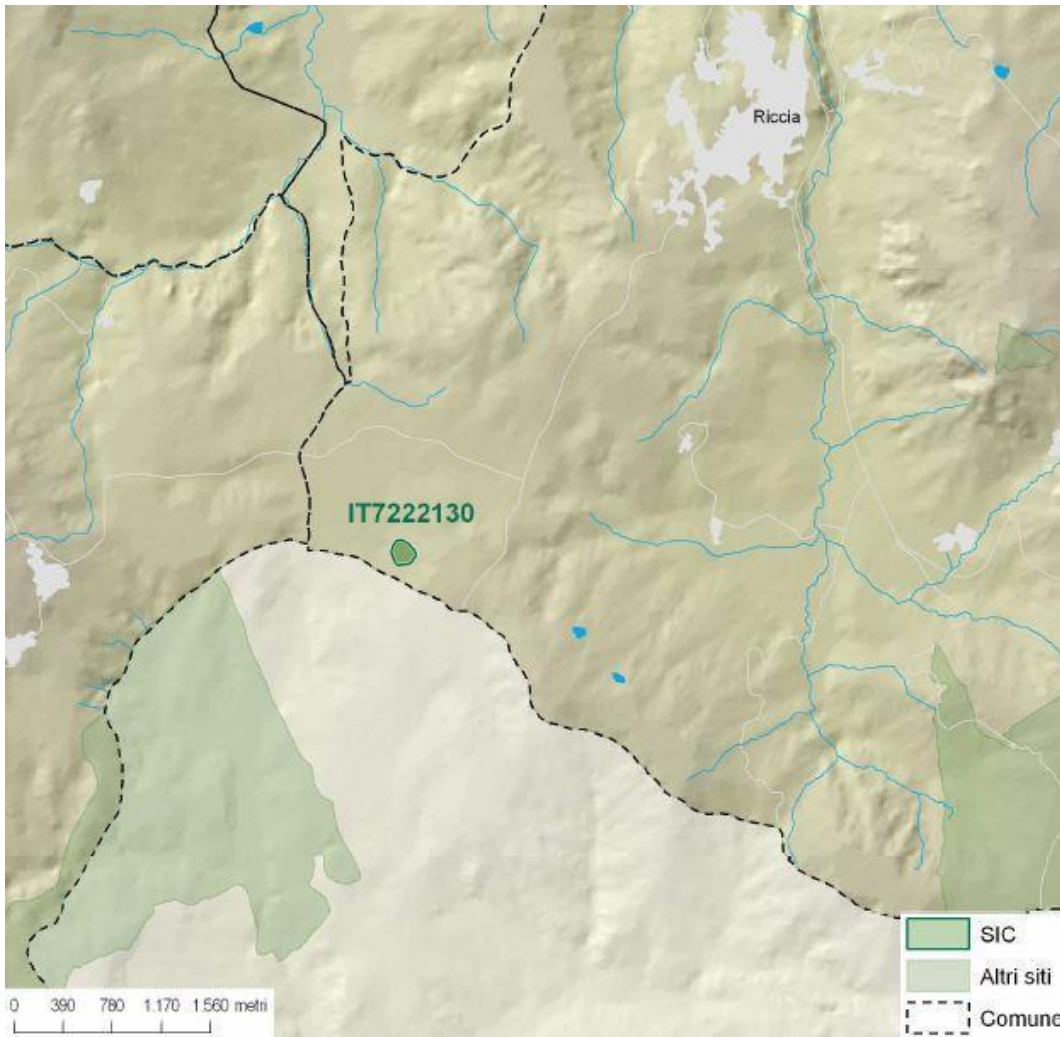 Riccia
IT7222130
SIC
Altri siti
Comune
0 390 780 1.170 1.560 metri